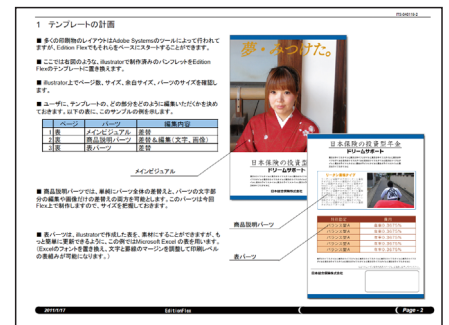 ITS-040116-2
1 テンプレートの計画
■ 多くの印刷物のレイアウトはAdobe Systemsのツールによって行われて
ますが、Edition Flexでもそれらをベースにスタートすることができます。
■ ここでは右図のような、illustratorで制作済みのパンフレットをEdition
Flexのテンプレートに置き換えます。
■ illustrator上でページ数、サイズ、余白サイズ、パーツのサイズを確認し
ます。
■ ユーザに、テンプレートの、どの部分をどのように編集いただくかを決め
ておきます。以下の表に、このサンプルの例を示します。
ページ パーツ 編集内容
1 表 メインビジュアル 差替
2 裏 商品説明パーツ 差替＆編集(文字、画像)
3 裏 表パーツ 差替
メインビジュアル
■ 商品説明パーツでは、単純にパーツ全体の差替えと、パーツの文字部
分の編集や画像だけの差替えの両方を可能とします。このパーツは今回
Flex上で制作しますので、サイズを把握しておきます。
商品説明パーツ
■ 表パーツは、illustratorで作成した表を、素材にすることができますが、も
っと簡単に更新できるように、この例ではMicrosoft Excel の表を用います。
(Excelのフォントを置き換え、文字と罫線のマージンを調整して印刷レベル
の表組みが可能になります。)
表パーツ
夢・みつけた。
日本保険の投資型
ドリームサポート
日本総空保険株式会社
日本保険の投資型年金
ドリームサポート
日本総空保険株式会社
2011/1/17
EditionFlex
( Page - 2